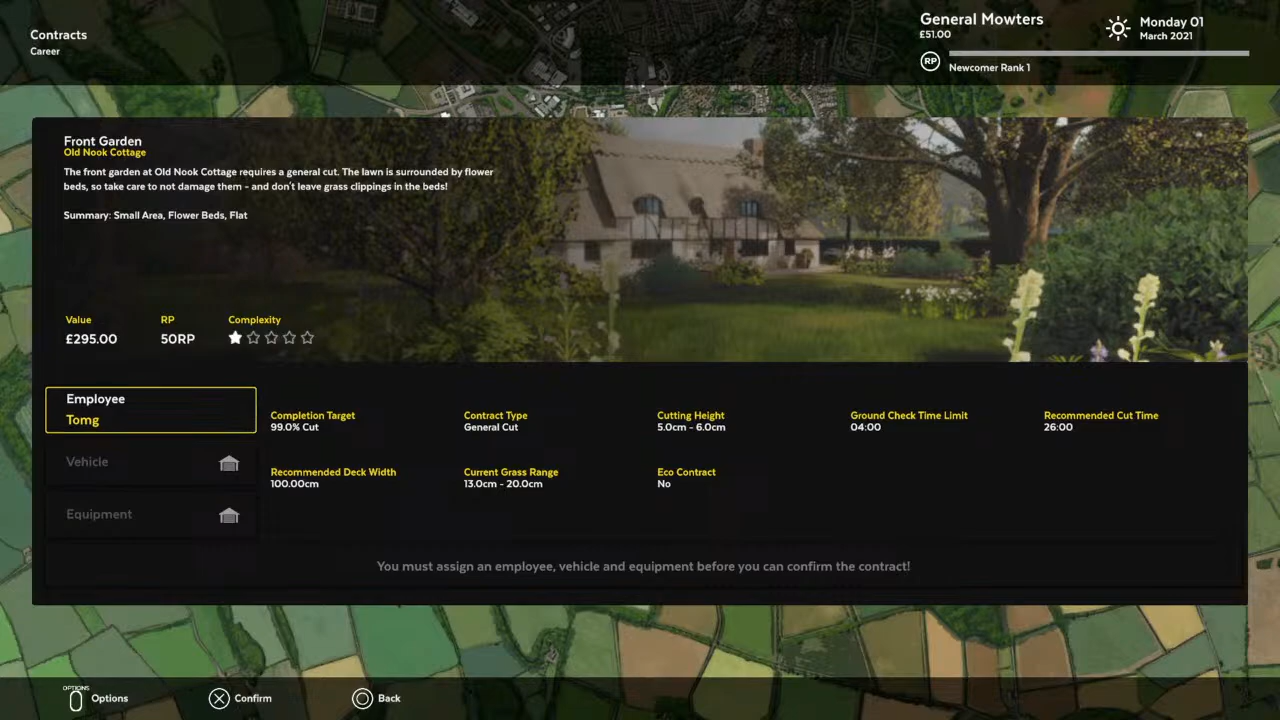 Contracts
Career
General Mowters
£51.00
Monday 01
March 2021
RP
Newcomer Rank 1
Front Garden
Old Nook Cottage
The front garden at Old Nook Cottage requires a general cut. The lawn is surrounded by flower
beds, so take care to not damage them - and don't leave grass clippings in the beds!
Summary: Small Area, Flower Beds, Flat
Value
RP
Complexity
£295.00
50RP
Employee
Tomg
Vehicle
Equipment
Completion Target
99.0% Cut
Contract Type
General Cut
Cutting Height
5.0cm - 6.0cm
Ground Check Time Limit
04:00
Recommended Cut Time
26:00
Recommended Deck Width
100.00cm
Current Grass Range
13.0cm - 20.0cm
Eco Contract
No
You must assign an employee, vehicle and equipment before you can confirm the contract!
OPTIONS
Options
Confirm
Back